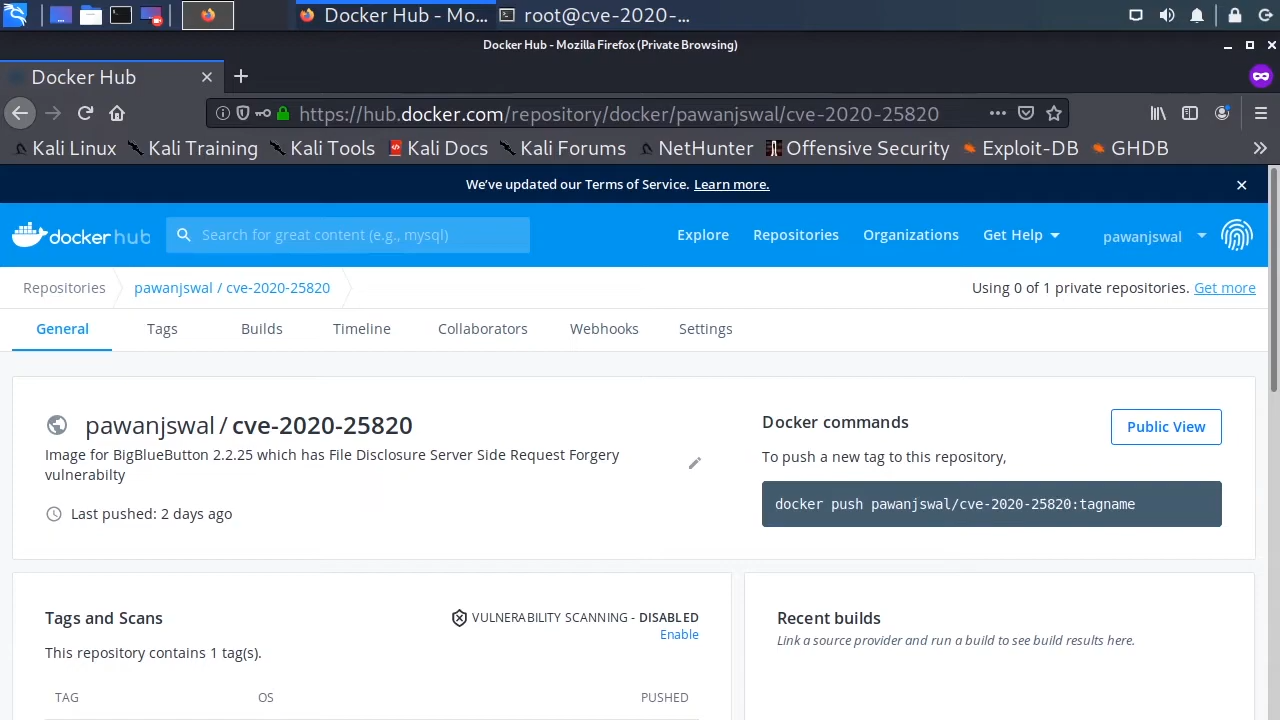 Docker Hub - Mo...
root@cve-2020-...
Docker Hub - Mozilla Firefox (Private Browsing)
Docker Hub
https://hub.docker.com/repository/docker/pawanjswal/cve-2020-25820
Kali Linux Kali Training Kali Tools Kali Docs Kali Forums NetHunter Offensive Security Exploit-DB GHDB
We've updated our Terms of Service. Learn more.
docker hub Search for great content (e.g., mysql) Explore Repositories Organizations Get Help pawanjswal
Repositories pawanjswal / cve-2020-25820 Using 0 of 1 private repositories. Get more
General Tags Builds Timeline Collaborators Webhooks Settings
pawanjswal / cve-2020-25820
Image for BigBlueButton 2.2.25 which has File Disclosure Server Side Request Forgery
vulnerabilty
Last pushed: 2 days ago
Docker commands
Public View
To push a new tag to this repository,
docker push pawanjswal/cve-2020-25820:tagname
Tags and Scans
VULNERABILITY SCANNING - DISABLED
Enable
This repository contains 1 tag(s).
TAG OS PUSHED
Recent builds
Link a source provider and run a build to see build results here.